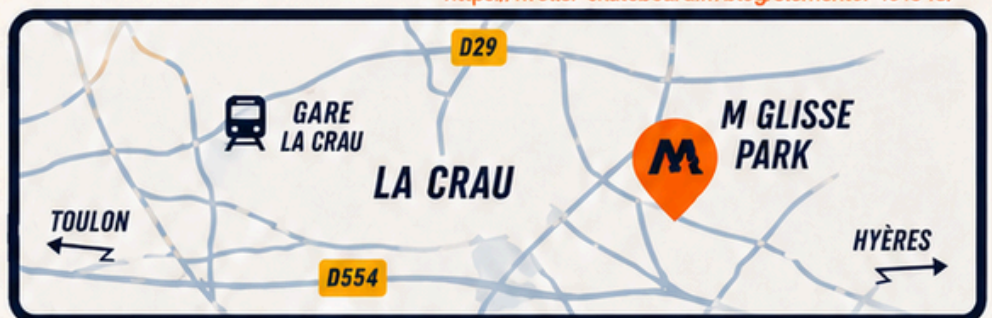 D29
GARE
LA CRAU
M GLISSE
PARK
M
LA CRAU
TOULON
HYÈRES
D554